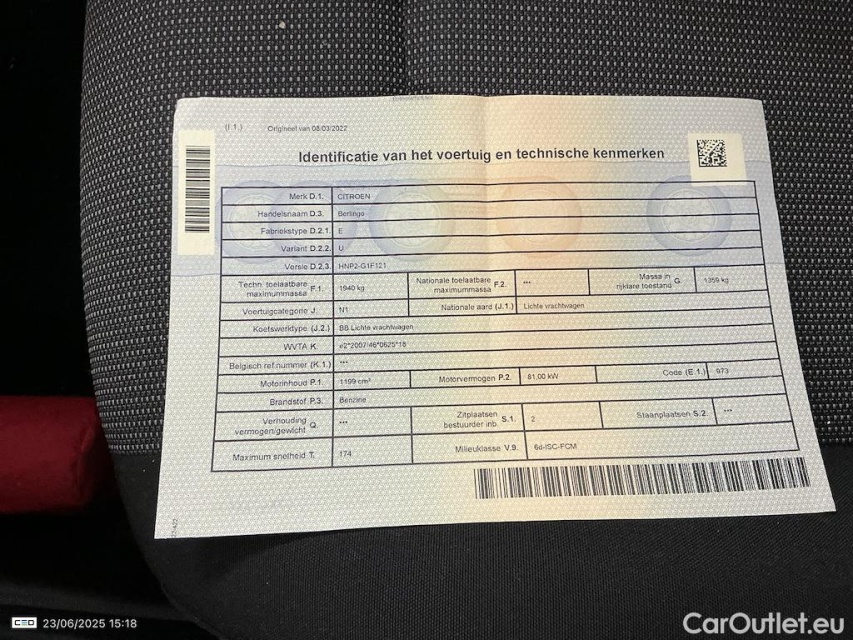 (I.1.) Origineel van 08/03/2022
Identificatie van het voertuig en technische kenmerken
Merk D.1. CITROEN
Handelsnaam D.3. Berlingo
Fabriekstype D.2.1. E
Variant D.2.2. U
Versie D.2.3. HNP2-G1F121
Techn. toelaatbare maximummassa F.1. 1940 kg Nationale toelaatbare maximummassa F.2. *** Massa in rijklare toestand G. 1359 kg
Voertuigcategorie J. N1 Nationale aard (J.1.) Lichte vrachtwagen
Koetswerktype (J.2.) BB Lichte vrachtwagen
WVTA K. e2*2007/46*0625*18
Belgisch ref.nummer (K.1.) ***
Motorinhoud P.1. 1199 cm³ Motorvermogen P.2. 81.00 kW Code (E.1.) 973
Brandstof P.3. Benzine
Verhouding vermogen/gewicht Q. *** Zitplaatsen bestuurder inb. S.1. 2 Staanplaatsen S.2. ***
Maximum snelheid T. 174 Milieuklasse V.9. 6d-ISC-FCM
CED 23/06/2025 15:18
CarOutlet.eu